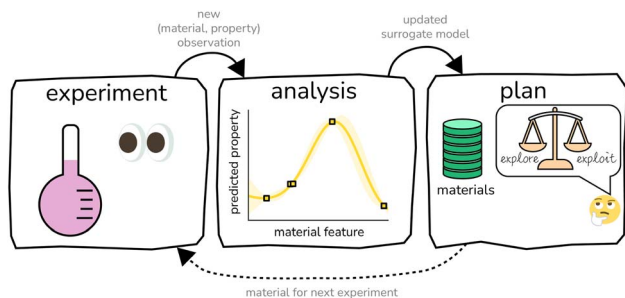 new
(material, property)
observation
updated
surrogate model
experiment
analysis
plan
predicted property
material feature
explore
exploit
materials
material for next experiment